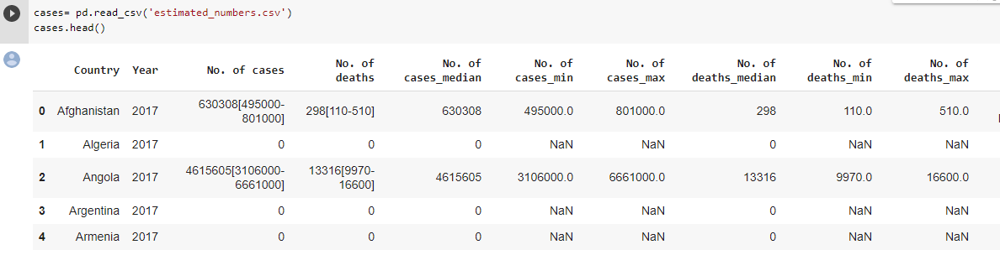 cases= pd.read_csv('estimated_numbers.csv')
cases.head()
Country Year No. of cases No. of deaths No. of cases_median No. of cases_min No. of cases_max No. of deaths_median No. of deaths_min No. of deaths_max
0 Afghanistan 2017 630308[495000-801000] 298[110-510] 630308 495000.0 801000.0 298 110.0 510.0
1 Algeria 2017 0 0 0 NaN NaN 0 NaN NaN
2 Angola 2017 4615605[3106000-6661000] 13316[9970-16600] 4615605 3106000.0 6661000.0 13316 9970.0 16600.0
3 Argentina 2017 0 0 0 NaN NaN 0 NaN NaN
4 Armenia 2017 0 0 0 NaN NaN 0 NaN NaN